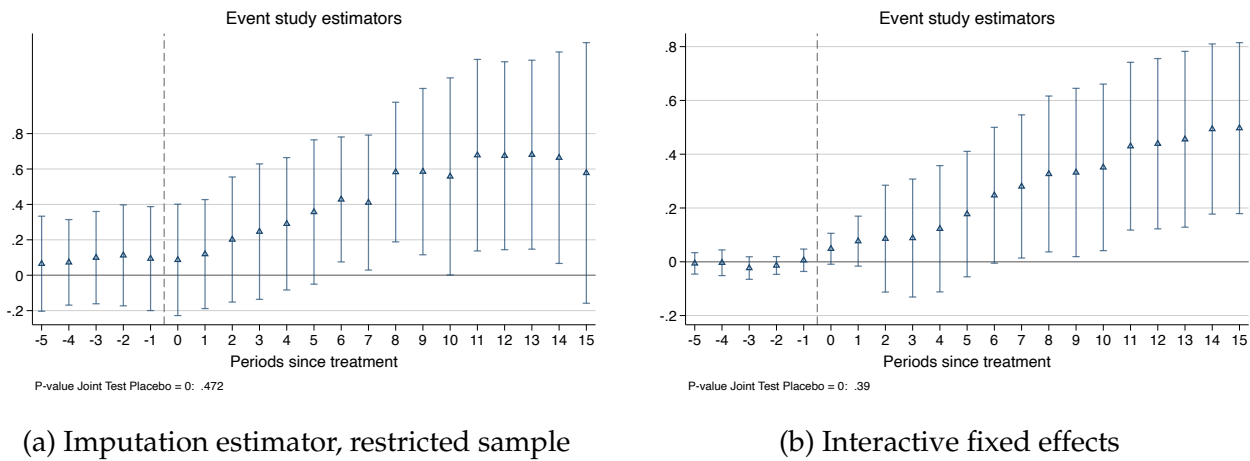 Event study estimators
.8
.6
.4
.2
0
-.2
-5 -4 -3 -2 -1 0 1 2 3 4 5 6 7 8 9 10 11 12 13 14 15
Periods since treatment
P-value Joint Test Placebo = 0: .472
(a) Imputation estimator, restricted sample
Event study estimators
.8
.6
.4
.2
0
-.2
-5 -4 -3 -2 -1 0 1 2 3 4 5 6 7 8 9 10 11 12 13 14 15
Periods since treatment
P-value Joint Test Placebo = 0: .39
(b) Interactive fixed effects